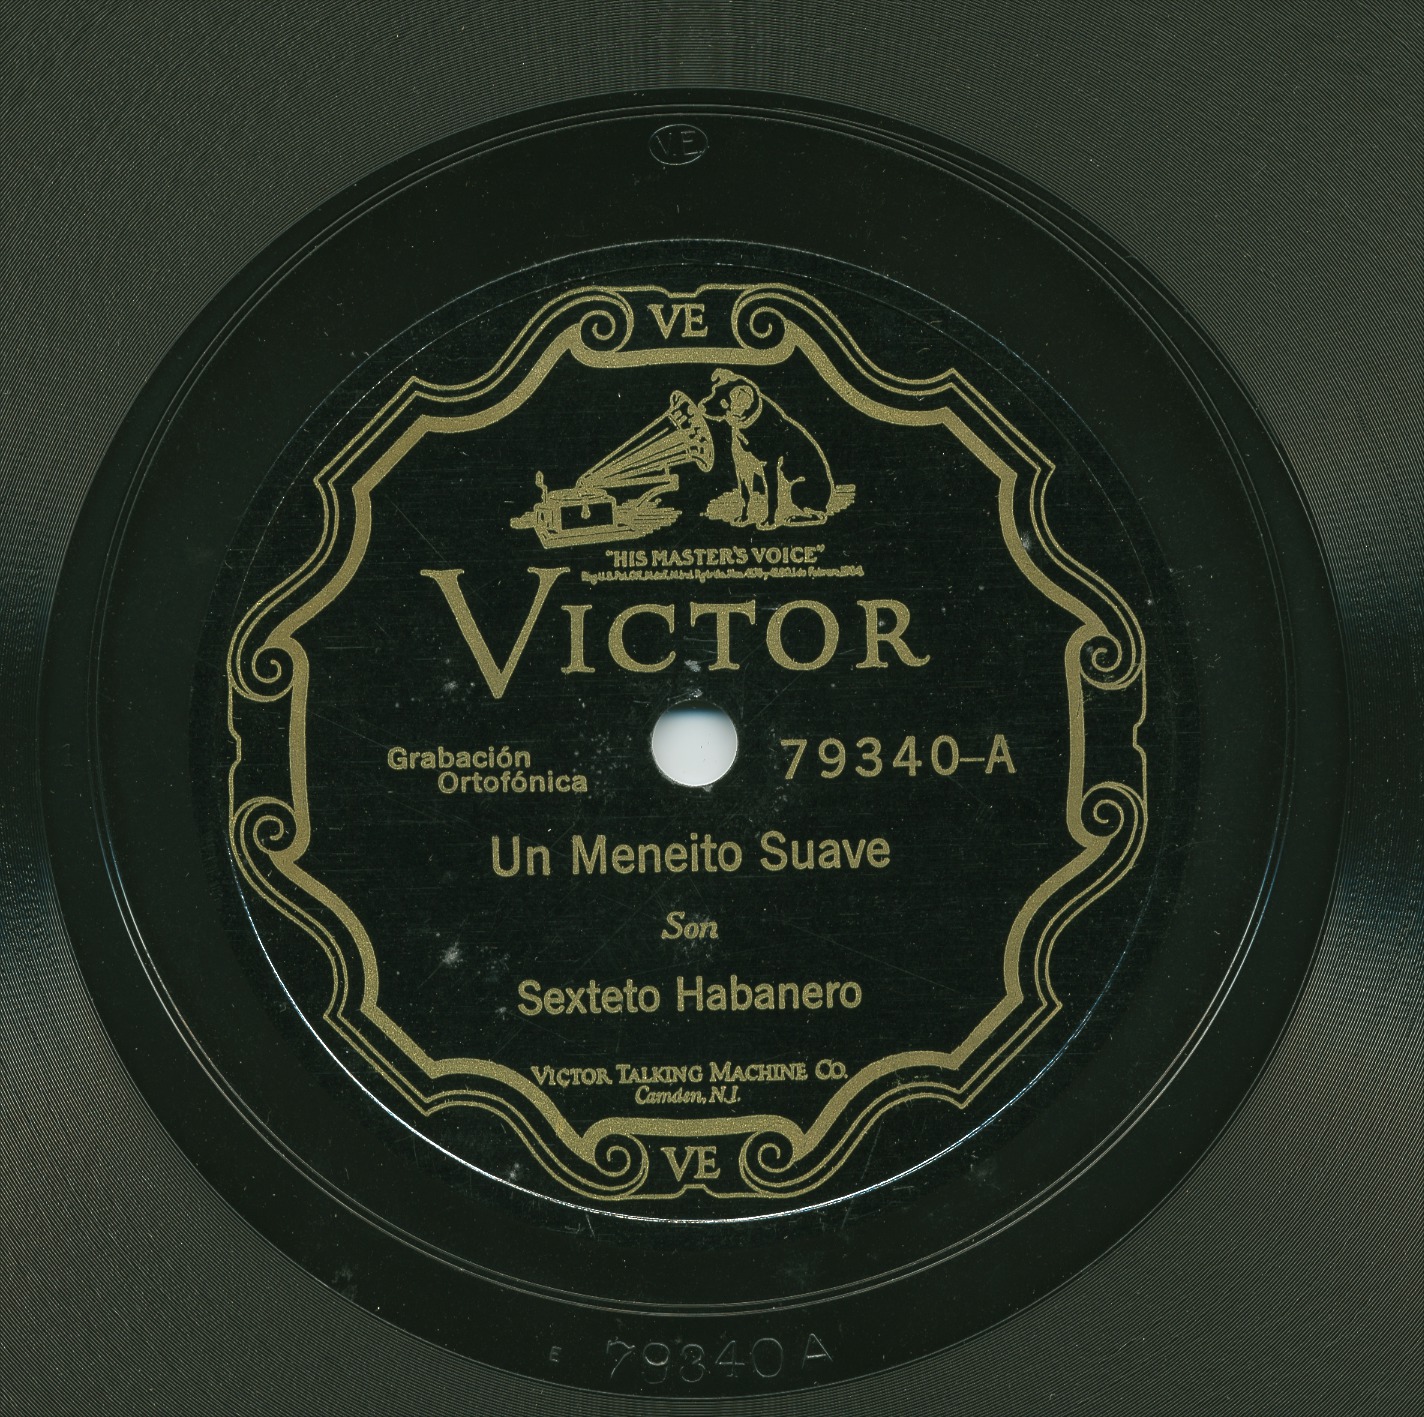 VE
VE
"HIS MASTER'S VOICE"
VICTOR
Grabación
Ortofónica
79340-A
Un Meneito Suave
Son
Sexteto Habanero
VICTOR TALKING MACHINE CO.
Camden, N.J.
VE
E 79340 A